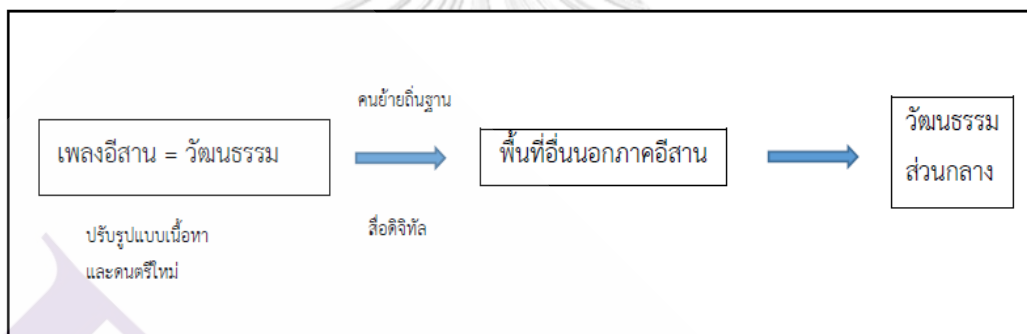 คนย้ายถิ่นฐาน
เพลงอีสาน = วัฒนธรรม
พื้นที่อื่นนอกภาคอีสาน
วัฒนธรรม
ส่วนกลาง
ปรับรูปแบบเนื้อหา
และดนตรีใหม่
สื่อดิจิทัล